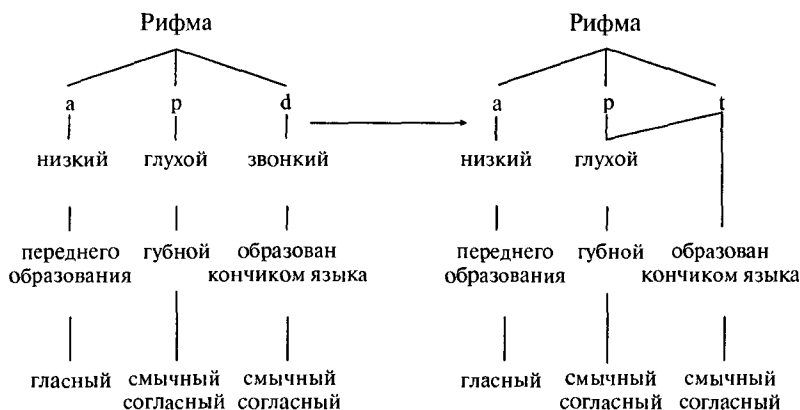 Рифма Рифма
a p d a p t
низкий глухой звонкий низкий глухой
переднего губной образован переднего губной образован
образования кончиком языка образования кончиком языка
гласный смычный смычный гласный смычный смычный
согласный согласный согласный согласный